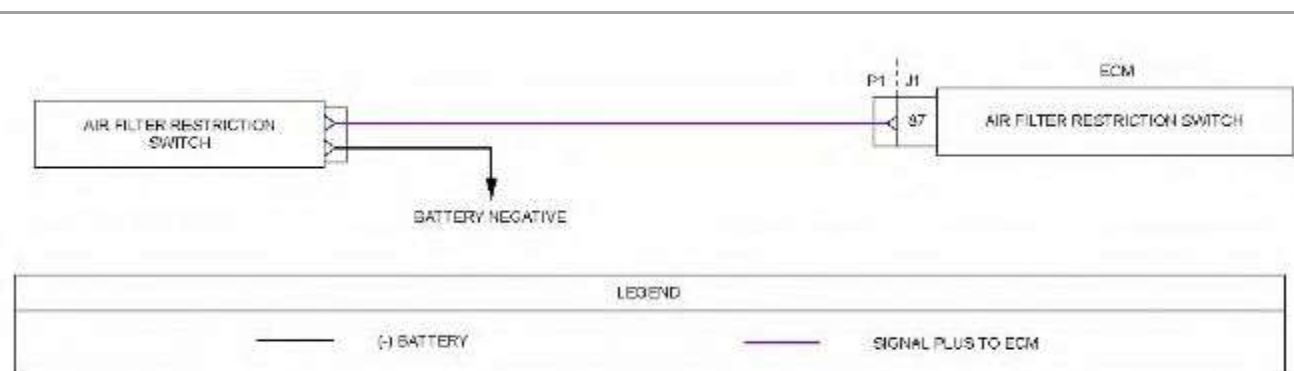 P1 J1
ECM
AIR FILTER RESTRICTION
SWITCH
87
AIR FILTER RESTRICTION SWITCH
BATTERY NEGATIVE
LEGEND
(-) BATTERY
SIGNAL PLUS TO ECM